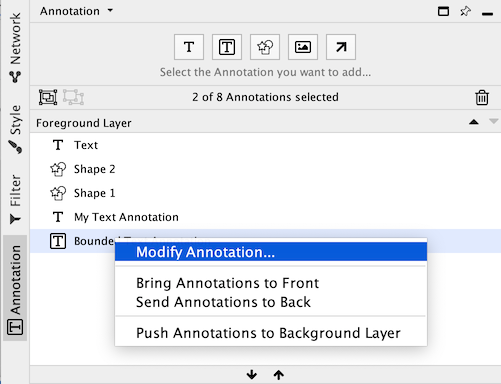 Annotation
Select the Annotation you want to add...
2 of 8 Annotations selected
Foreground Layer
Text
Shape 2
Shape 1
My Text Annotation
Modify Annotation...
Bring Annotations to Front
Send Annotations to Back
Push Annotations to Background Layer
Network
Style
Filter
Annotation